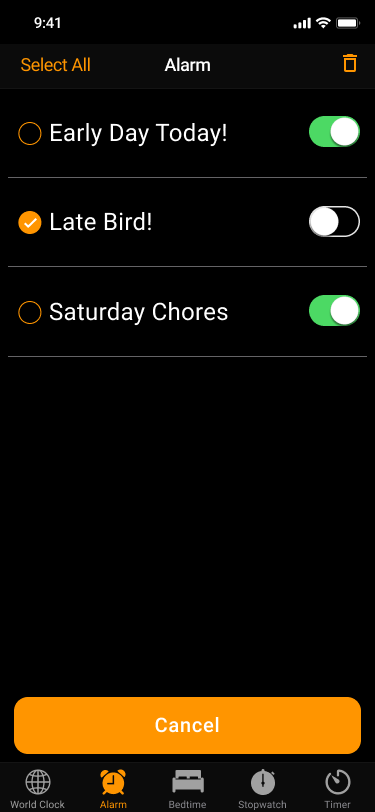 9:41
Select All Alarm
Early Day Today!
Late Bird!
Saturday Chores
Cancel
World Clock Alarm Bedtime Stopwatch Timer